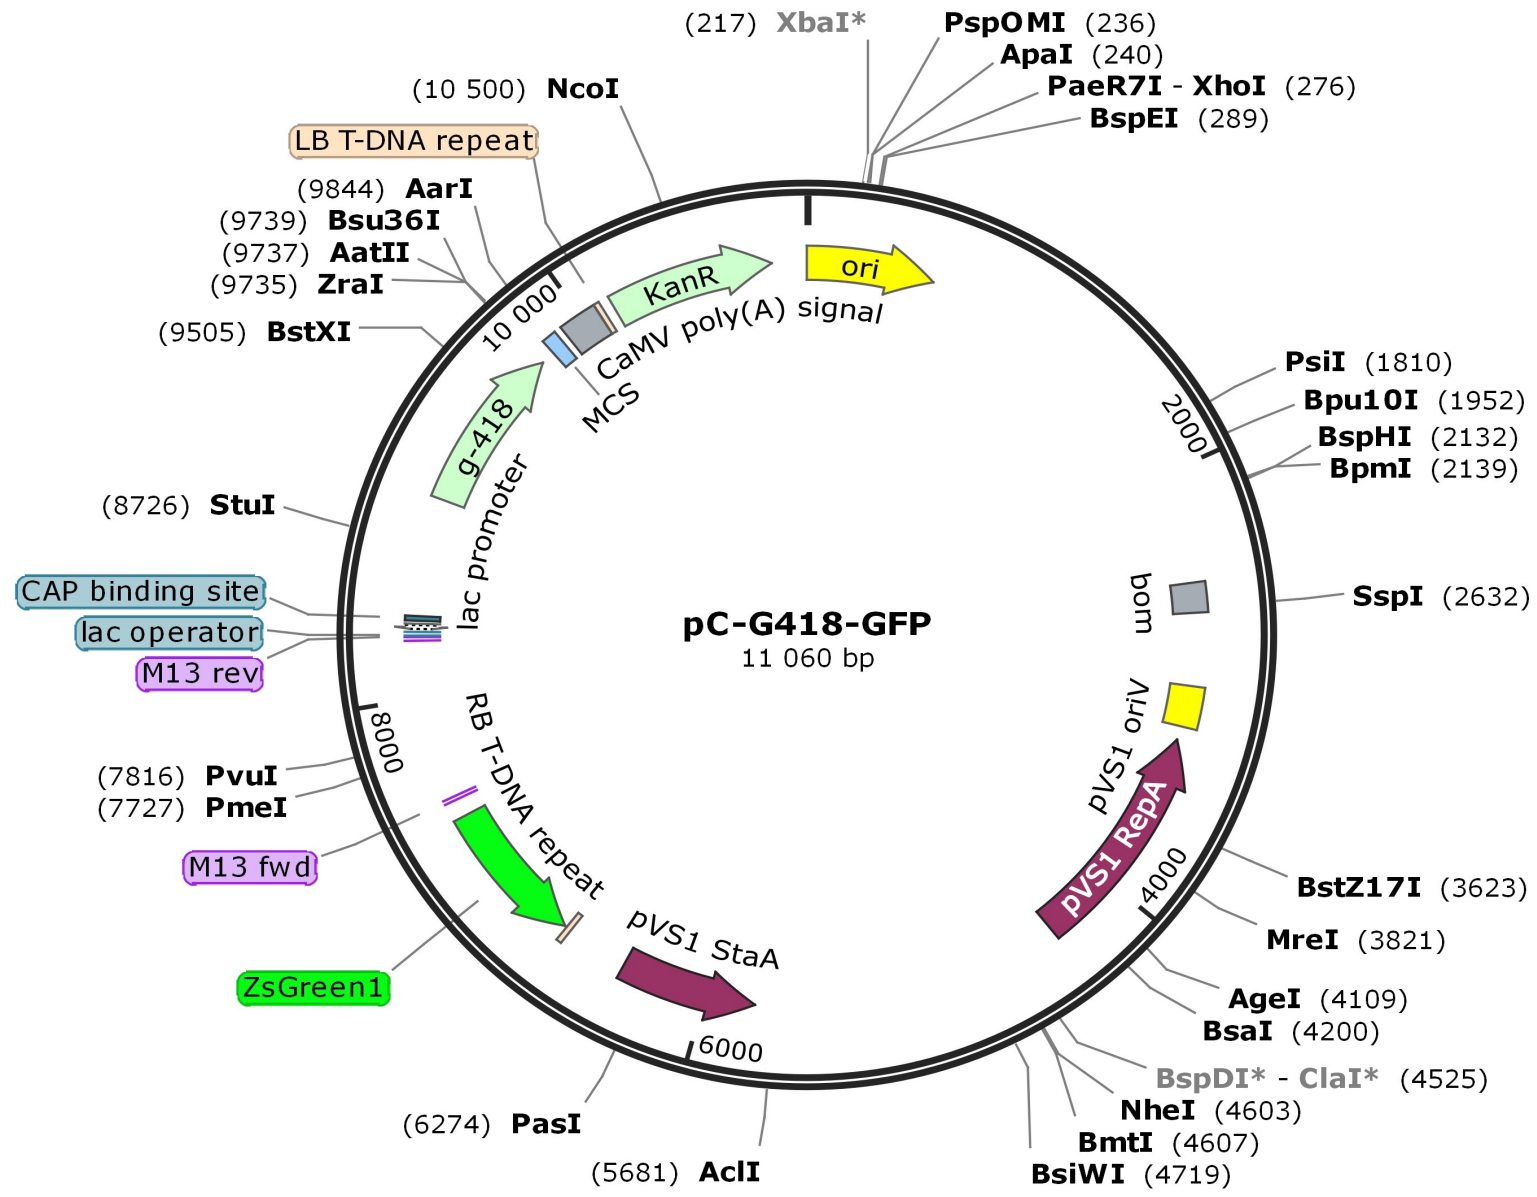 (217) XbaI*
PspOMI (236)
ApaI (240)
PaeR7I - XhoI (276)
BspEI (289)
(10 500) NcoI
LB T-DNA repeat
(9844) AarI
(9739) Bsu36I
(9737) AatII
(9735) ZraI
(9505) BstXI
10 000
KanR
ori
CaMV poly(A) signal
MCS
g-418
PsiI (1810)
Bpu10I (1952)
BspHI (2132)
BpmI (2139)
2000
(8726) StuI
lac promoter
CAP binding site
lac operator
M13 rev
bom
SspI (2632)
pC-G418-GFP
11 060 bp
8000
RB T-DNA repeat
pVS1 oriV
(7816) PvuI
(7727) PmeI
M13 fwd
pVS1 RepA
4000
BstZ17I (3623)
MreI (3821)
AgeI (4109)
BsaI (4200)
ZsGreen1
pVS1 StaA
6000
BspDI* - ClaI* (4525)
NheI (4603)
BmtI (4607)
BsiWI (4719)
(6274) PasI
(5681) AclI